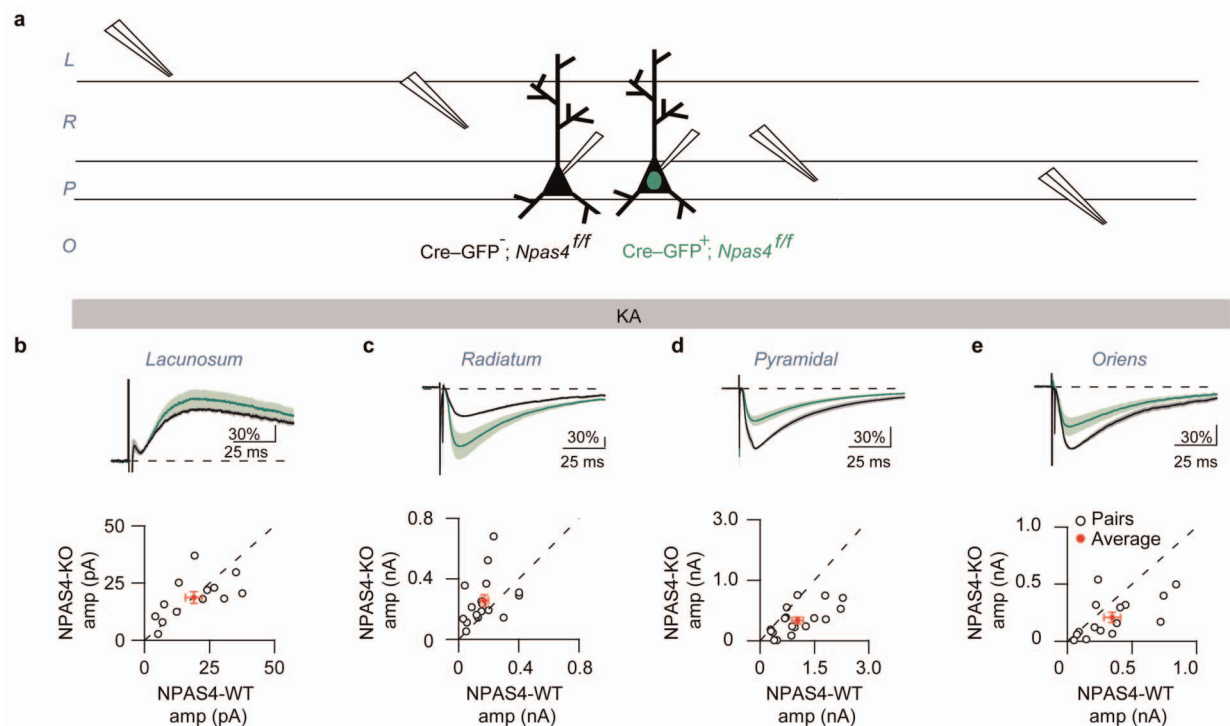 a
L
R
P
O
Cre–GFP-; Npas4f/f
Cre–GFP+; Npas4f/f
KA
b
Lacunosum
30%
25 ms
NPAS4-KO
amp (pA)
50
25
0
0
25
50
NPAS4-WT
amp (pA)
c
Radiatum
30%
25 ms
NPAS4-KO
amp (nA)
0.8
0.4
0
0
0.4
0.8
NPAS4-WT
amp (nA)
d
Pyramidal
30%
25 ms
NPAS4-KO
amp (nA)
3.0
1.0
1.0
0
0
1.5
3.0
NPAS4-WT
amp (nA)
e
Oriens
30%
25 ms
Pairs
Average
NPAS4-KO
amp (nA)
1.0
0.5
0
0
0.5
1.0
NPAS4-WT
amp (nA)